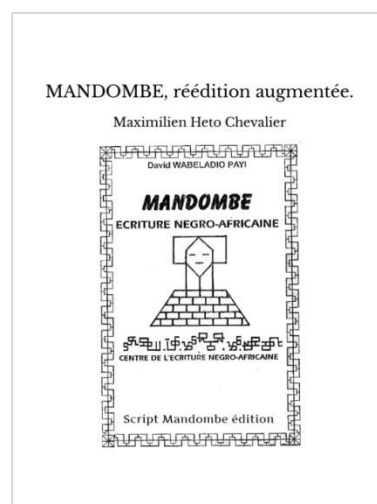 MANDOMBE, réédition augmentée.
Maximilien Heto Chevalier
David WABELADIO PAYI
MANDOMBE
ECRITURE NEGRO-AFRICAINE
CENTRE DE L'ECRITURE NEGRO-AFRICAINE
Script Mandombe édition